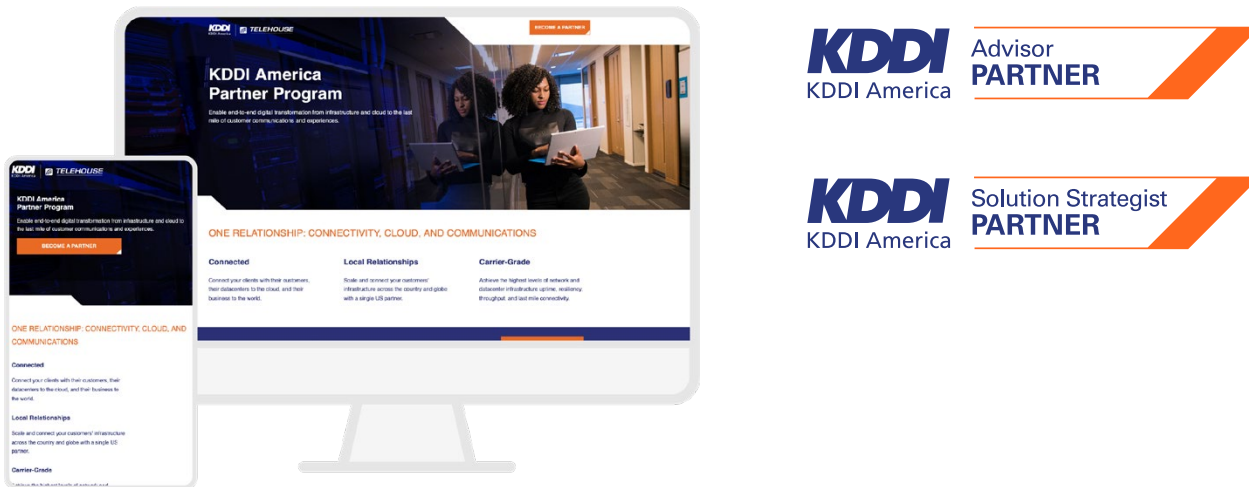 KDDI
KDDI America
TELEHOUSE
BECOME A PARTNER
KDDI America
Partner Program
Enable end-to-end digital transformation from infrastructure and cloud to the last
mile of customer communications and experiences.
ONE RELATIONSHIP: CONNECTIVITY, CLOUD, AND COMMUNICATIONS
Connected
Connect your clients with their customers,
their datacenters to the cloud, and their
business to the world.
Local Relationships
Scale and connect your customers'
infrastructure across the country and globe
with a single US partner.
Carrier-Grade
Achieve the highest levels of network and
datacenter infrastructure uptime, resiliency,
throughput, and last mile connectivity.
KDDI
KDDI America
TELEHOUSE
KDDI America
Partner Program
Enable end-to-end digital transformation from infrastructure and cloud to
the last mile of customer communications and experiences.
BECOME A PARTNER
ONE RELATIONSHIP: CONNECTIVITY, CLOUD, AND
COMMUNICATIONS
Connected
Connect your clients with their customers, their
datacenters to the cloud, and their business to
the world.
Local Relationships
Scale and connect your customers' infrastructure
across the country and globe with a single US
partner.
Carrier-Grade
KDDI
KDDI America
Advisor
PARTNER
KDDI
KDDI America
Solution Strategist
PARTNER